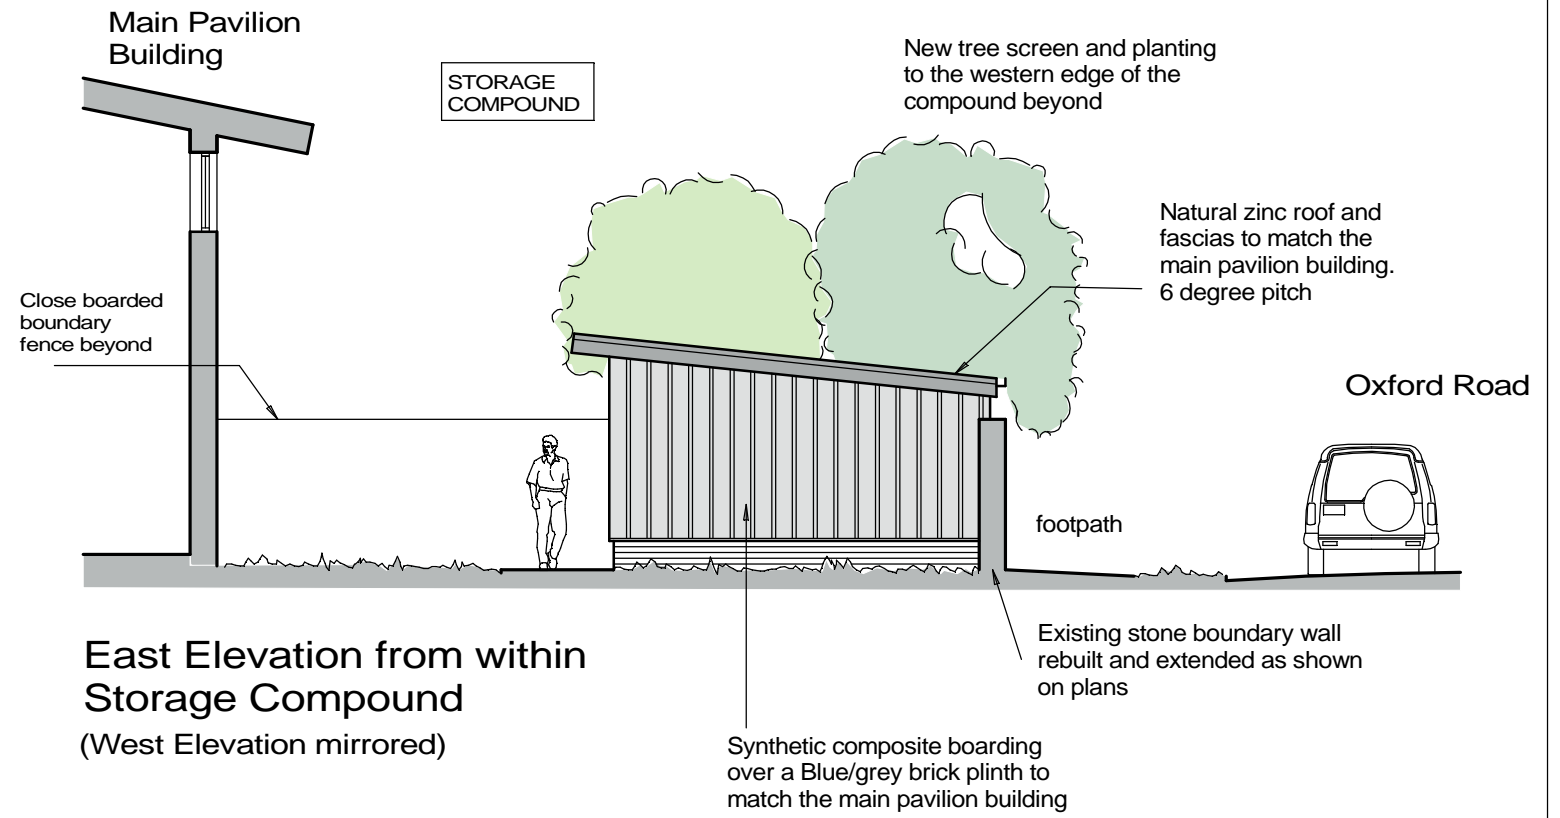 Main Pavilion
Building
STORAGE
COMPOUND
New tree screen and planting
to the western edge of the
compound beyond
Natural zinc roof and
fascias to match the
main pavilion building.
6 degree pitch
Close boarded
boundary
fence beyond
Oxford Road
footpath
Existing stone boundary wall
rebuilt and extended as shown
on plans
East Elevation from within
Storage Compound
(West Elevation mirrored)
Synthetic composite boarding
over a Blue/grey brick plinth to
match the main pavilion building